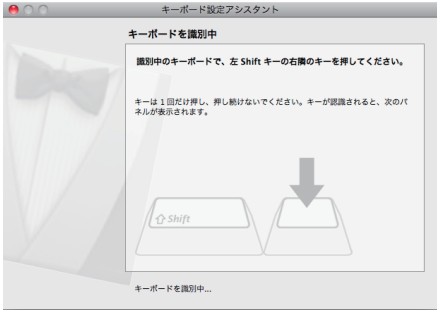 キーボード設定アシスタント
キーボードを識別中
識別中のキーボードで、左 Shift キーの右隣のキーを押してください。
キーは 1 回だけ押し、押し続けないでください。キーが認識されると、次のパ
ネルが表示されます。
Shift
キーボードを識別中...